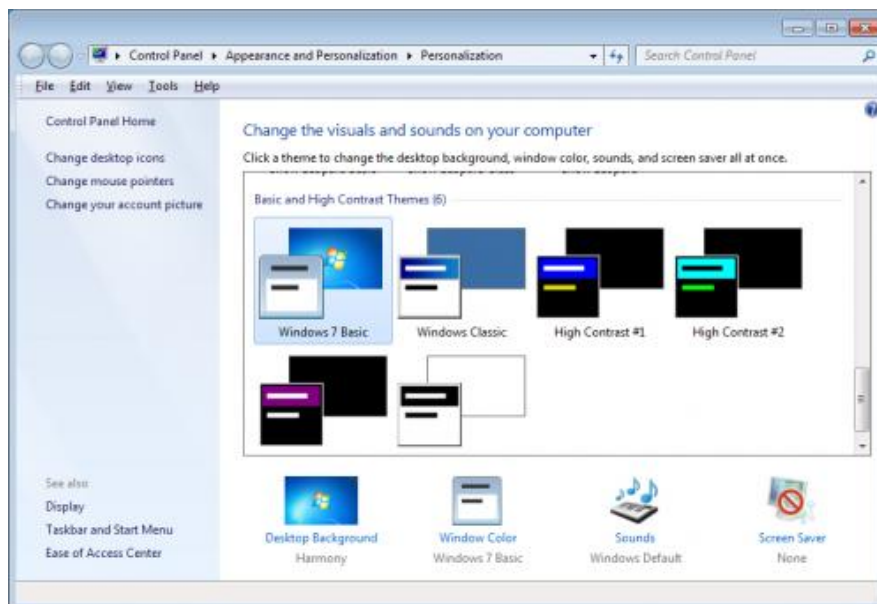 Control Panel ▸ Appearance and Personalization ▸ Personalization
Search Control Panel
File Edit View Tools Help
Control Panel Home
Change desktop icons
Change mouse pointers
Change your account picture
Change the visuals and sounds on your computer
Click a theme to change the desktop background, window color, sounds, and screen saver all at once.
Basic and High Contrast Themes (6)
Windows 7 Basic
Windows Classic
High Contrast #1
High Contrast #2
See also
Display
Taskbar and Start Menu
Ease of Access Center
Desktop Background
Harmony
Window Color
Windows 7 Basic
Sounds
Windows Default
Screen Saver
None